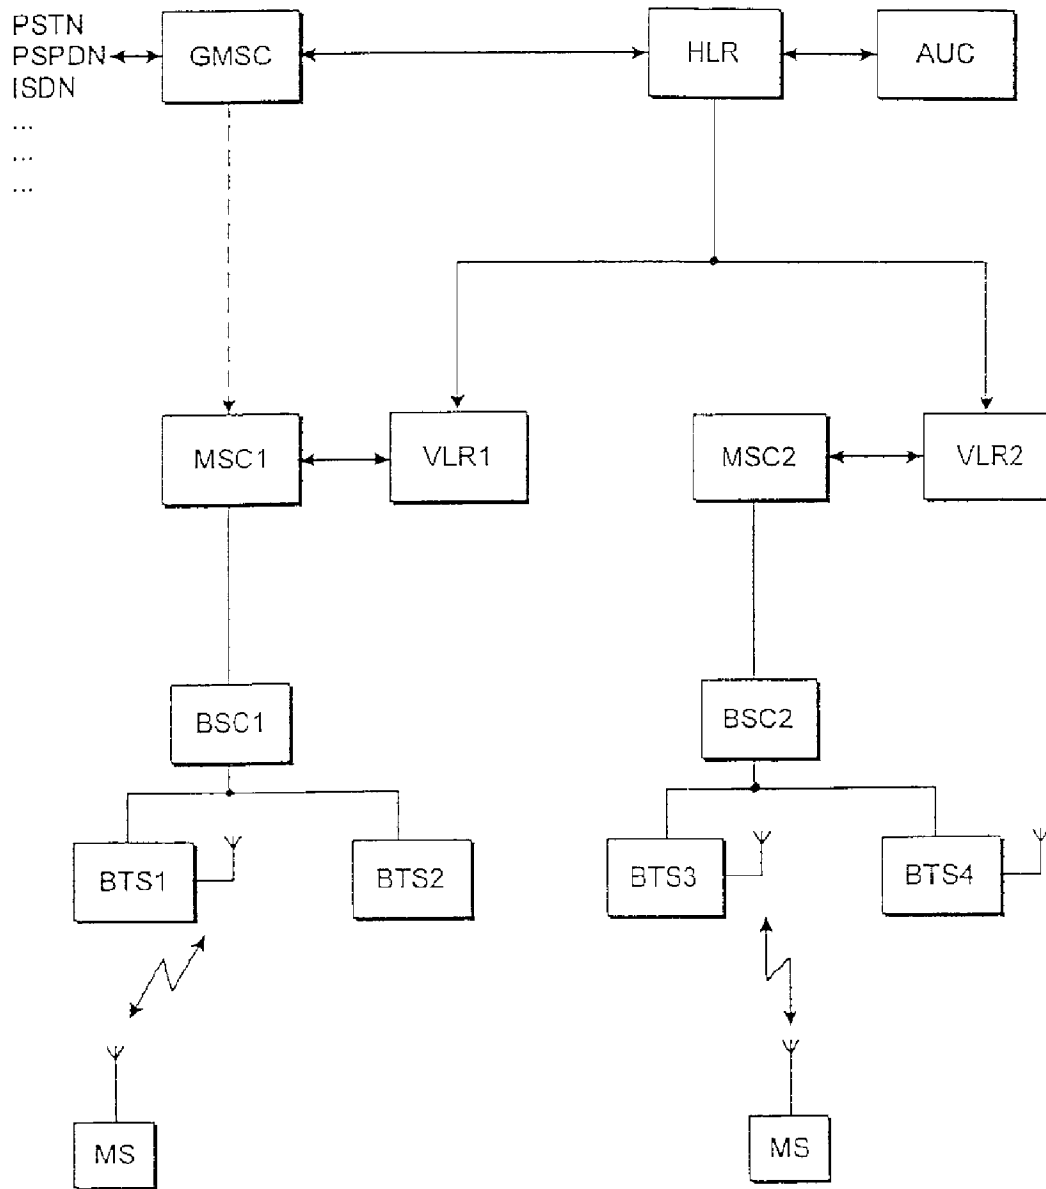 PSTN
PSPDN
ISDN
...
...
...
GMSC
HLR
AUC
MSC1
VLR1
MSC2
VLR2
BSC1
BSC2
BTS1
BTS2
BTS3
BTS4
MS
MS